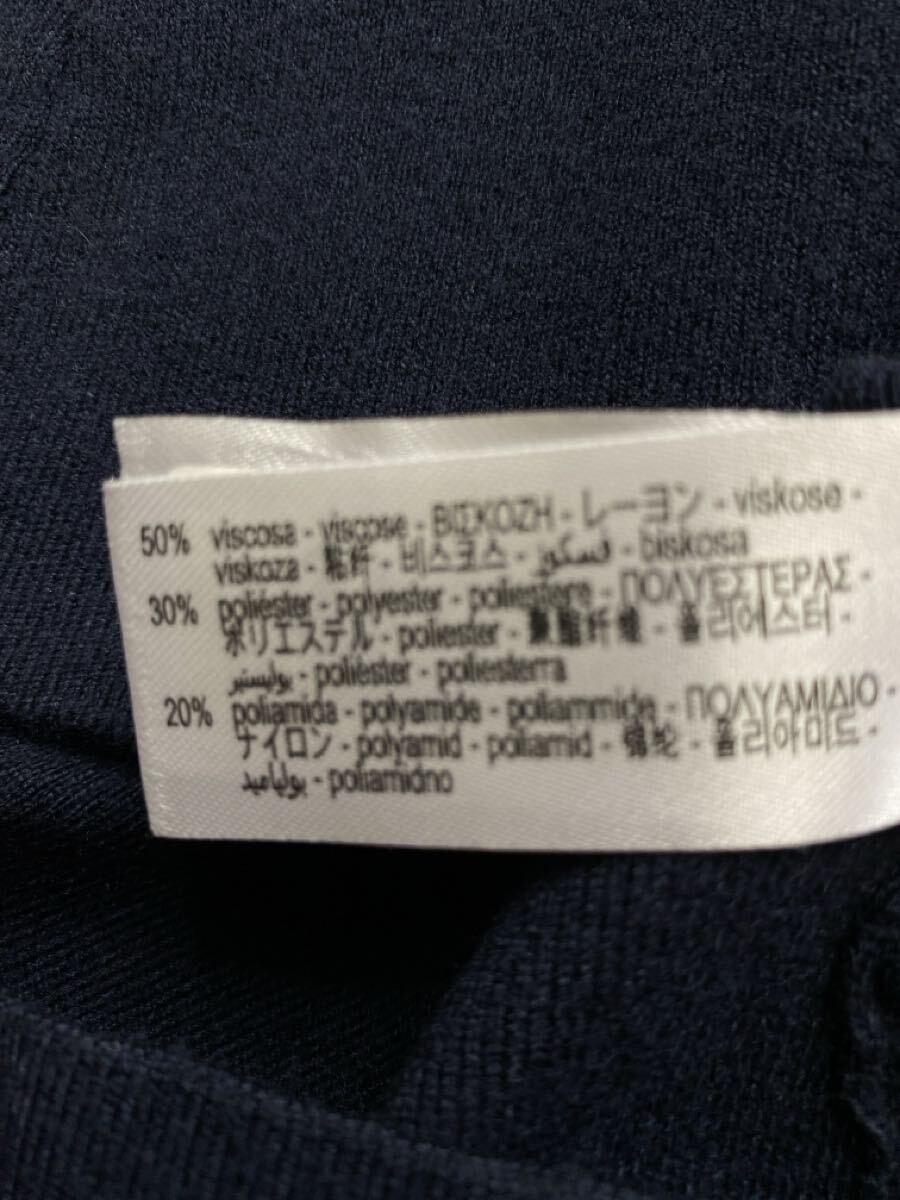 50% viscosa - viscose - ΒΙΣΚΟΖΗ - レーヨン - viskose -
viskoza - 粘纤 - 비스코스 - فسكوز - biskosa
30% poliéster - polyester - poliestere - ΠΟΛΥΕΣΤΕΡΑΣ -
ポリエステル - poliester - 聚酯纤维 - 폴리에스터 -
بوليستير - polièster - poliesterra
20% poliamida - polyamide - poliammide - ΠΟΛΥΑΜΙΔΙΟ -
ナイロン - polyamid - poliamid - 锦纶 - 폴리아미드 -
بولياميد - poliamidno